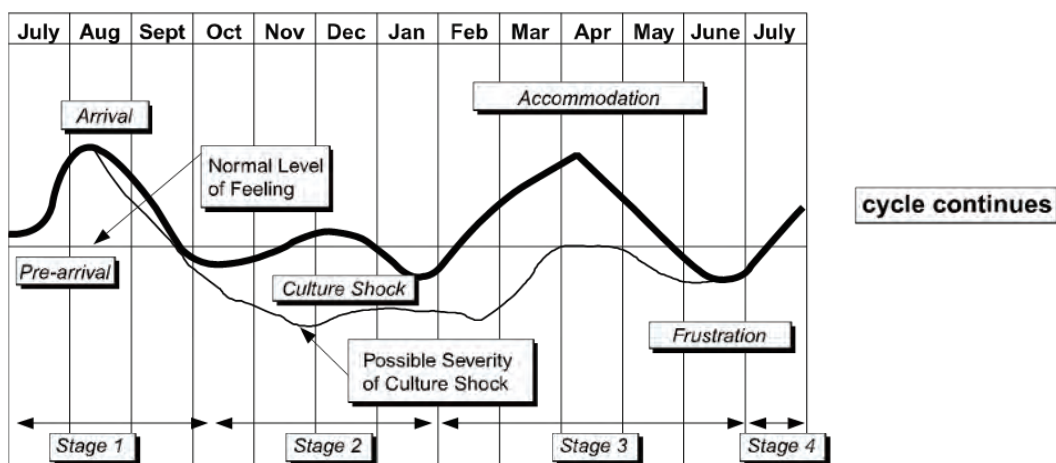 July Aug Sept Oct Nov Dec Jan Feb Mar Apr May June July
Arrival
Accommodation
Normal Level
of Feeling
cycle continues
Pre-arrival
Culture Shock
Frustration
Possible Severity
of Culture Shock
Stage 1 Stage 2 Stage 3 Stage 4